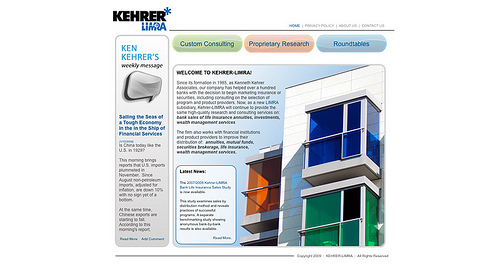 KEHRER*
LIMRA
HOME | PRIVACY POLICY | ABOUT US | CONTACT US
KEN
KEHRER'S
weekly message
Custom Consulting
Proprietary Research
Roundtables
Sailing the Seas of
a Tough Economy
in the in the Ship of
Financial Services
Is China today like the
U.S. in 1929?
This morning brings
reports that U.S. imports
plummeted in
November. Since
August non-petroleum
imports, adjusted for
inflation, are down 10%
with no sign yet of a
bottom.
At the same time,
Chinese exports are
starting to fall.
According to this
morning's report.
Read More
Add Comment
WELCOME TO KEHRER-LIMRA!
Since its formation in 1985, as Kenneth Kehrer
Associates, our company has helped over a hundred
banks with the decision to begin marketing insurance or
securities, including consulting on the selection of
program and product providers. Now, as a new LIMRA
subsidiary, Kehrer-LIMRA will continue to provide the
same high-quality research and consulting services on:
bank sales of life insurance annuities, investments,
wealth management services
The firm also works with financial institutions
and product providers to improve their
distribution of: annuities, mutual funds,
securities brokerage, life insurance,
wealth management services.
Latest News:
The 2007/2008 Kehrer-LIMRA
Bank Life Insurance Sales Study
is now available.
This study examines sales by
distribution method and reveals
practices of successful
programs. A separate
benchmarking study showing
anonymous bank-by-bank
results is also available.
Read More
Copyright 2009 - KEHRER-LIMRA - All Rights Reserved